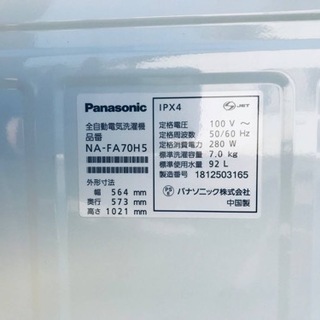 Panasonic
全自動電気洗濯機
品番
NA-FA70H5
外形寸法
幅 564 mm
奥行 573 mm
高さ 1021 mm
IPX4
JET
定格電圧 : 100 V~
定格周波数 : 50/60 Hz
定格消費電力 : 280 W
標準洗濯容量 : 7.0 kg
標準使用水量 : 92 L
製造番号 1812503165
パナソニック株式会社
中国製